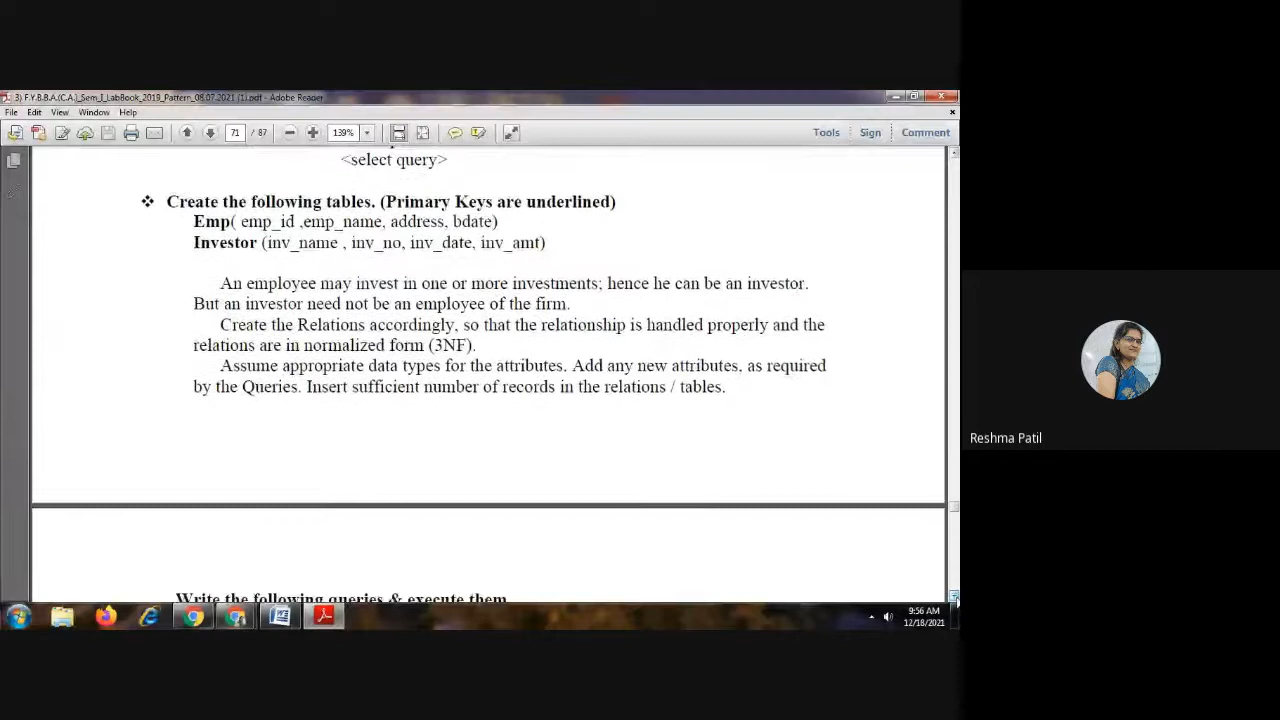 3) F.Y.B.B.A.(C.A.)_Sem_I_LabBook_2019_Pattern_08.07.2021 (1).pdf - Adobe Reader
File Edit View Window Help
71 / 87 139% Tools Sign Comment
<select query>
❖ Create the following tables. (Primary Keys are underlined)
Emp( emp_id ,emp_name, address, bdate)
Investor (inv_name , inv_no, inv_date, inv_amt)
An employee may invest in one or more investments; hence he can be an investor.
But an investor need not be an employee of the firm.
Create the Relations accordingly, so that the relationship is handled properly and the
relations are in normalized form (3NF).
Assume appropriate data types for the attributes. Add any new attributes, as required
by the Queries. Insert sufficient number of records in the relations / tables.
Reshma Patil
Write the following queries & execute them
9:56 AM
12/18/2021